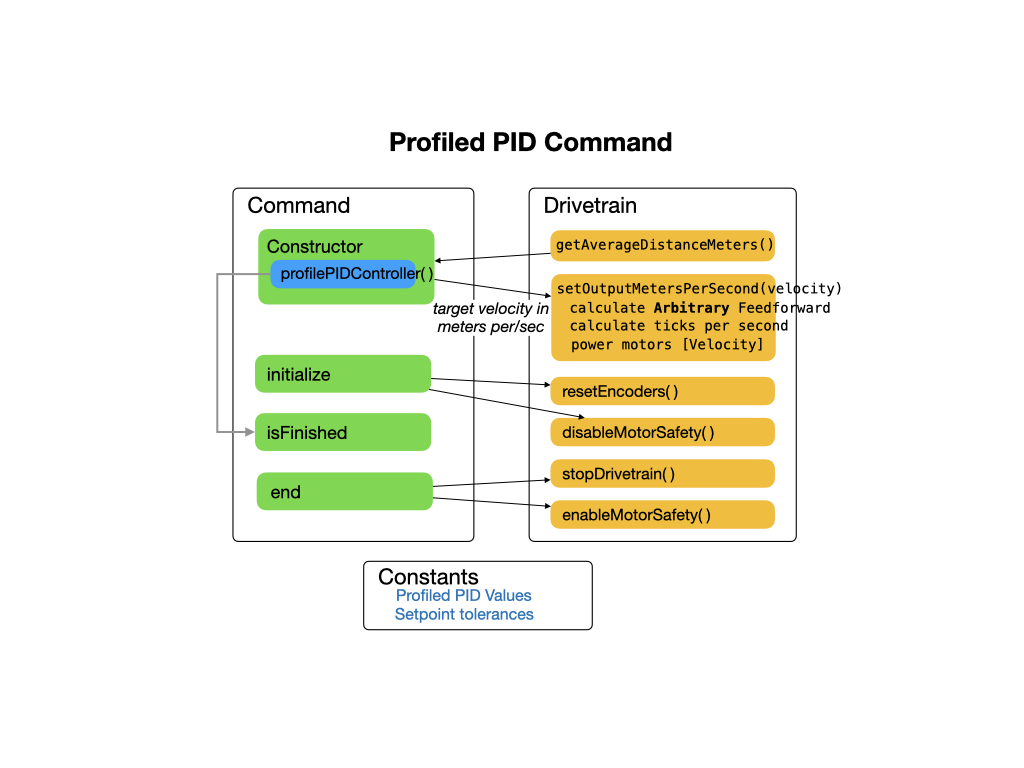 Profiled PID Command
Command
Constructor
profilePIDController()
initialize
isFinished
end
target velocity in
meters per/sec
Drivetrain
getAverageDistanceMeters()
setOutputMetersPerSecond(velocity)
calculate Arbitrary Feedforward
calculate ticks per second
power motors [Velocity]
resetEncoders()
disableMotorSafety()
stopDrivetrain()
enableMotorSafety()
Constants
Profiled PID Values
Setpoint tolerances